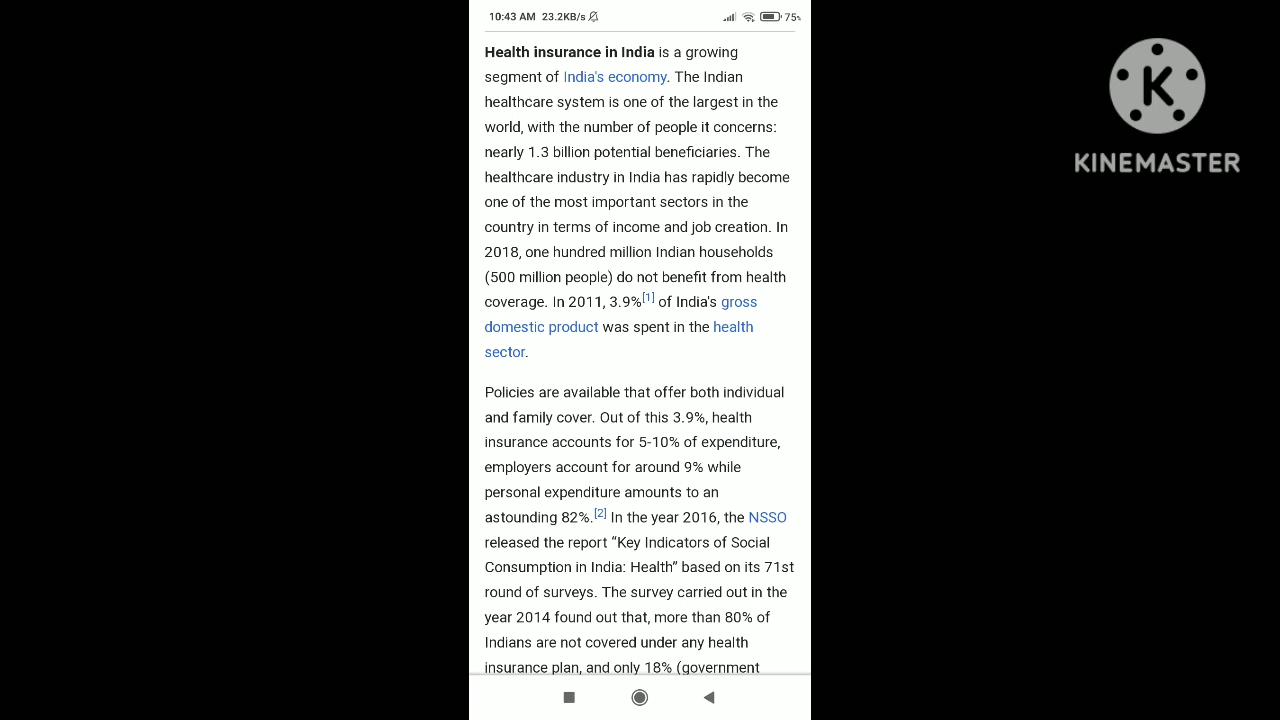 10:43 AM 23.2KB/s
75%
Health insurance in India is a growing
segment of India's economy. The Indian
healthcare system is one of the largest in the
world, with the number of people it concerns:
nearly 1.3 billion potential beneficiaries. The
healthcare industry in India has rapidly become
one of the most important sectors in the
country in terms of income and job creation. In
2018, one hundred million Indian households
(500 million people) do not benefit from health
coverage. In 2011, 3.9%[1] of India's gross
domestic product was spent in the health
sector.
Policies are available that offer both individual
and family cover. Out of this 3.9%, health
insurance accounts for 5-10% of expenditure,
employers account for around 9% while
personal expenditure amounts to an
astounding 82%.[2] In the year 2016, the NSSO
released the report “Key Indicators of Social
Consumption in India: Health” based on its 71st
round of surveys. The survey carried out in the
year 2014 found out that, more than 80% of
Indians are not covered under any health
insurance plan, and only 18% (government
K
KINEMASTER